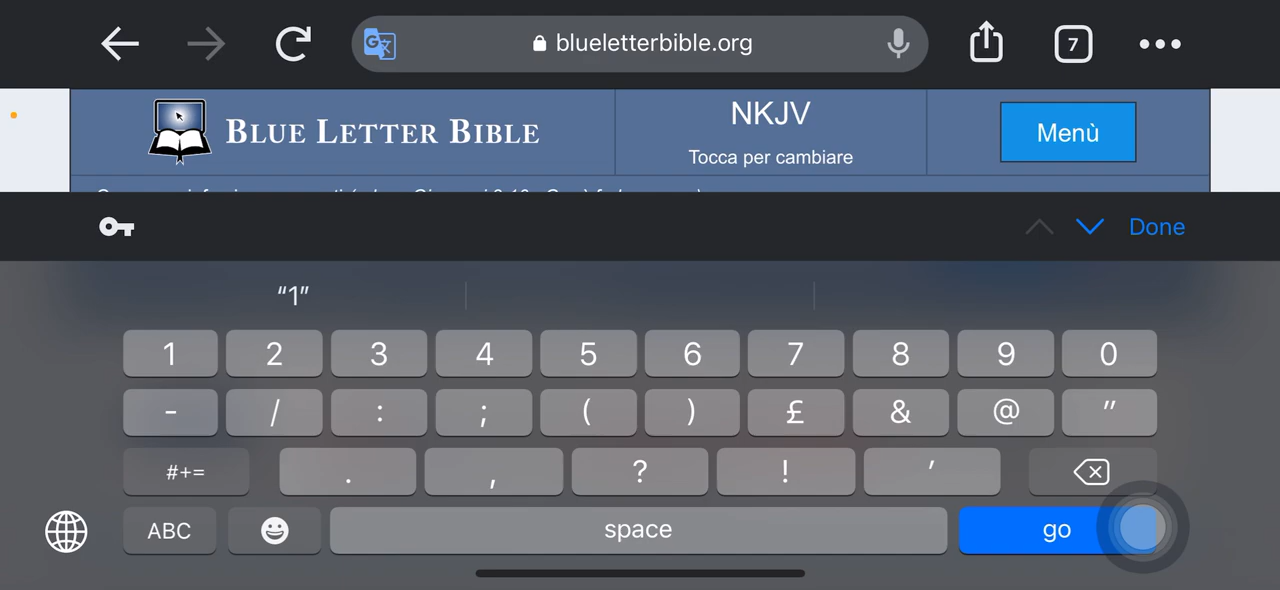 blueletterbible.org
7
BLUE LETTER BIBLE
NKJV
Tocca per cambiare
Menù
Done
“1”
1 2 3 4 5 6 7 8 9 0
- / : ; ( ) £ & @ "
#+= . , ? ! '
ABC space go